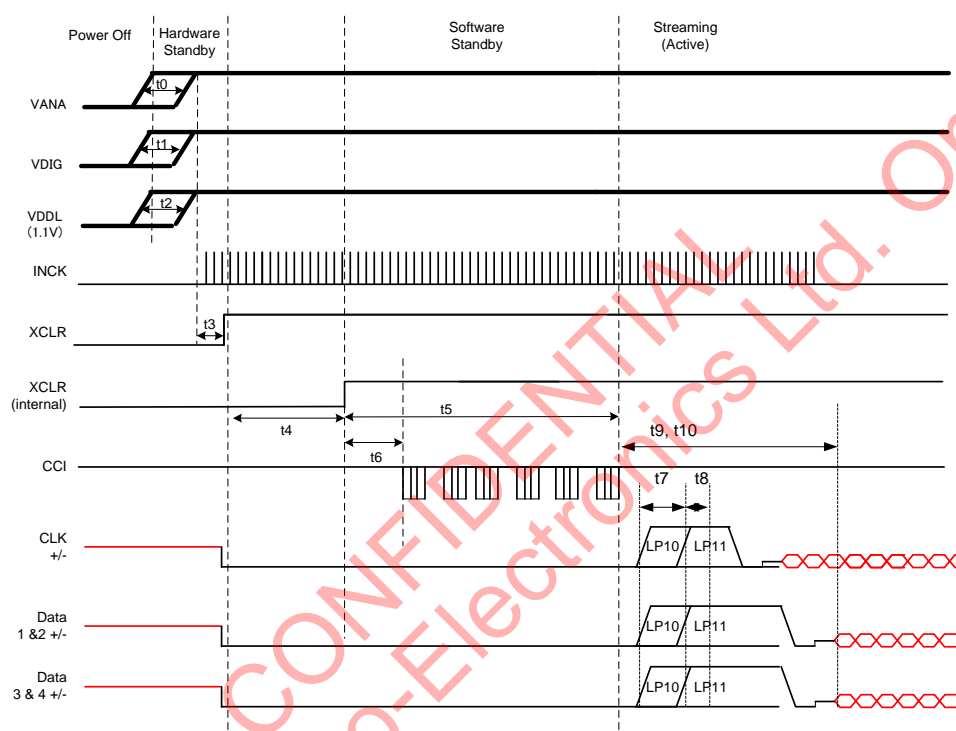 Power Off
Hardware
Standby
Software
Standby
Streaming
(Active)
VANA
t0
VDIG
t1
VDDL
(1.1V)
t2
INCK
XCLR
t3
XCLR
(internal)
t4
t5
t6
t9, t10
CCI
t7
t8
CLK
+/-
LP10
LP11
Data
1 &2 +/-
LP10
LP11
Data
3 & 4 +/-
LP10
LP11
CONFIDENTIAL
-Electronics Ltd.